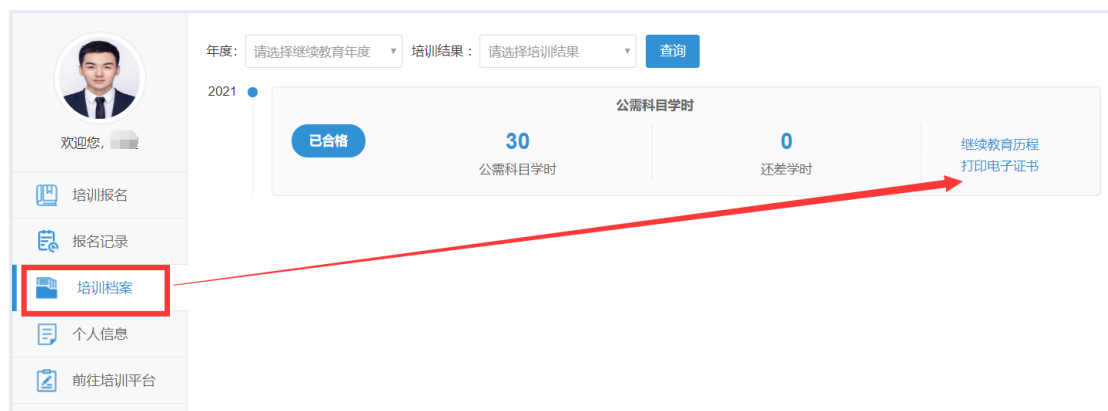 年度： 请选择继续教育年度 培训结果： 请选择培训结果 查询
2021
公需科目学时
已合格 30 0 继续教育历程
公需科目学时 还差学时 打印电子证书
欢迎您,
培训报名
报名记录
培训档案
个人信息
前往培训平台